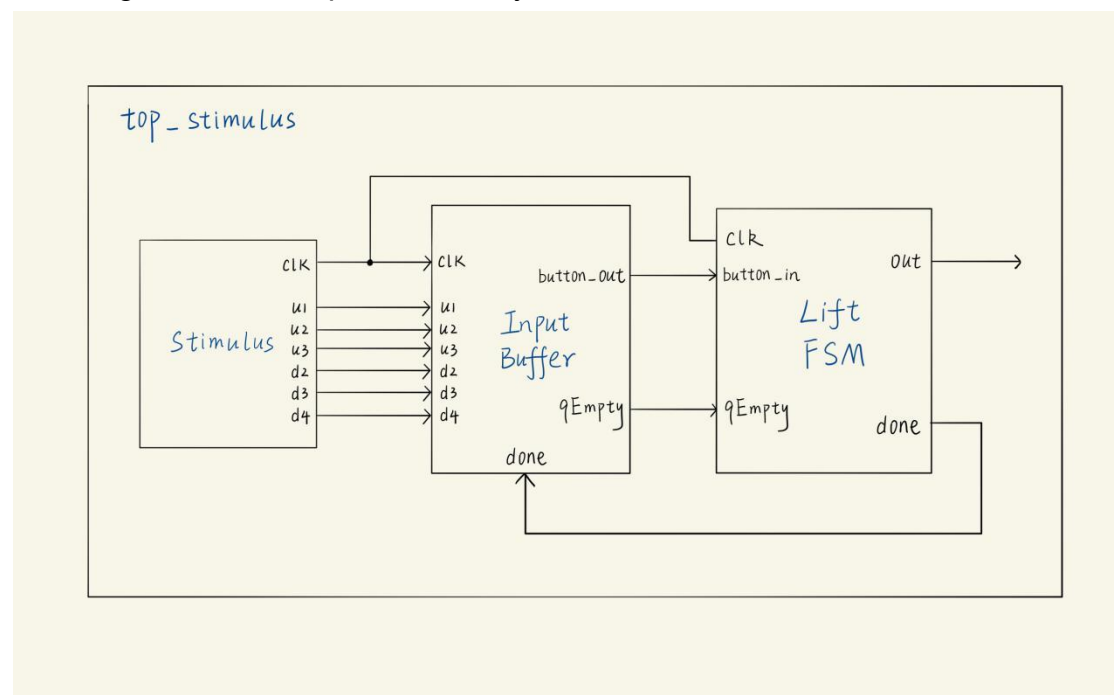 top_stimulus
Stimulus
clk
u1
u2
u3
d2
d3
d4
Input
Buffer
clk
u1
u2
u3
d2
d3
d4
button_out
qEmpty
done
Lift
FSM
clk
button_in
qEmpty
out
done